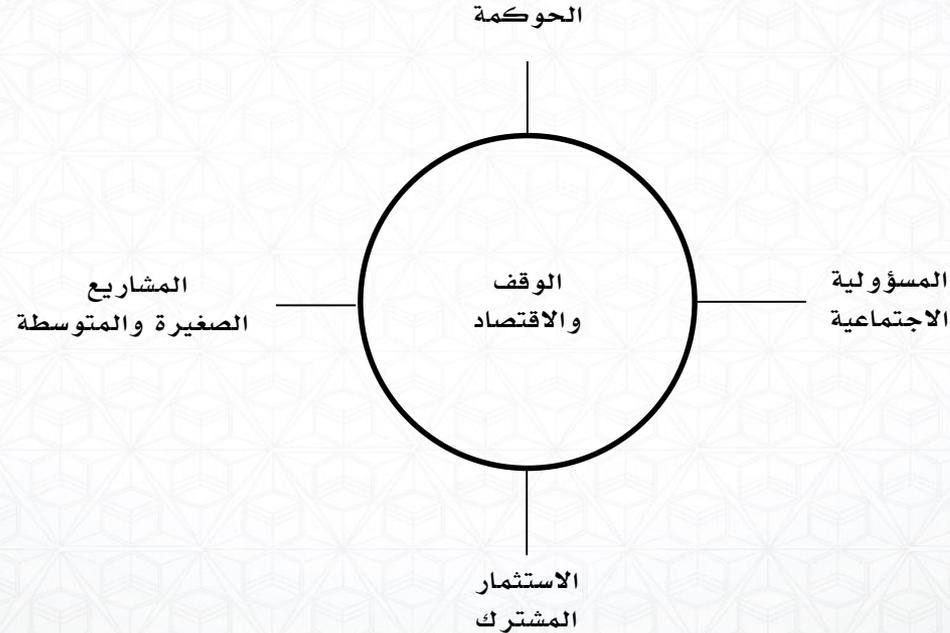 الحوكمة
المسؤولية
الاجتماعية
الوقف
والاقتصاد
المشاريع
الصغيرة والمتوسطة
الاستثمار
المشترك